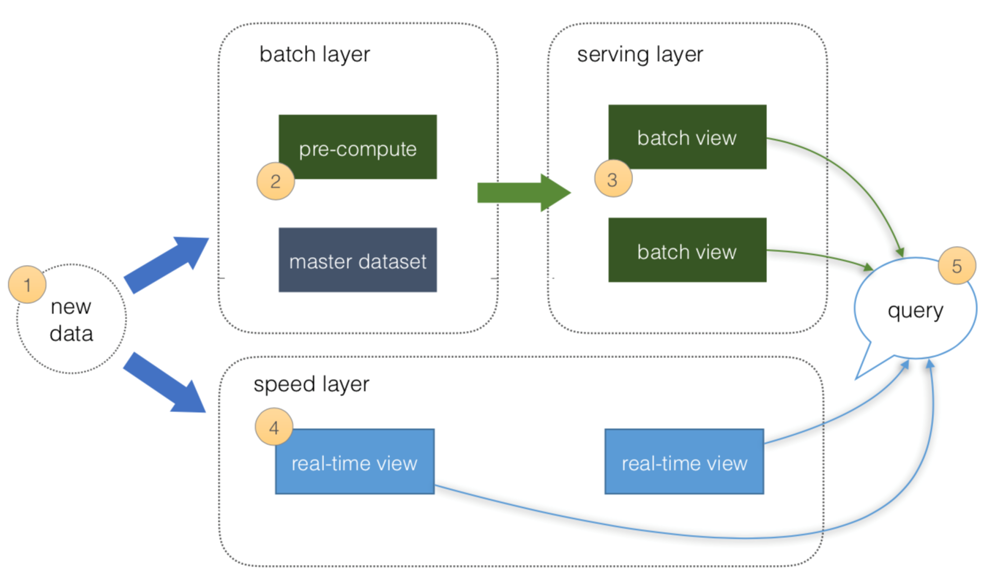 batch layer
pre-compute
2
master dataset
serving layer
batch view
3
batch view
1
new
data
5
query
speed layer
4
real-time view
real-time view